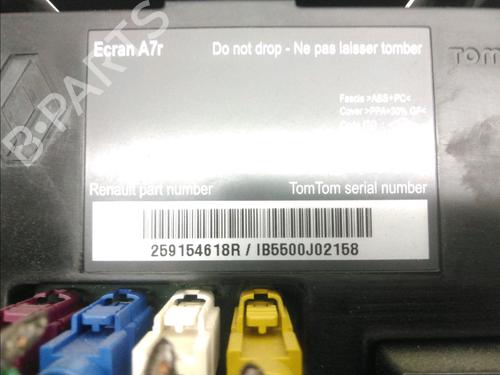 Ecran A7r
Do not drop - Ne pas laisser tomber
TOM
Fascia >ABS+PC<
Cover >PPA+30% GF<
Renault part number
TomTom serial number
259154618R / IB5500J02158
B-PARTS